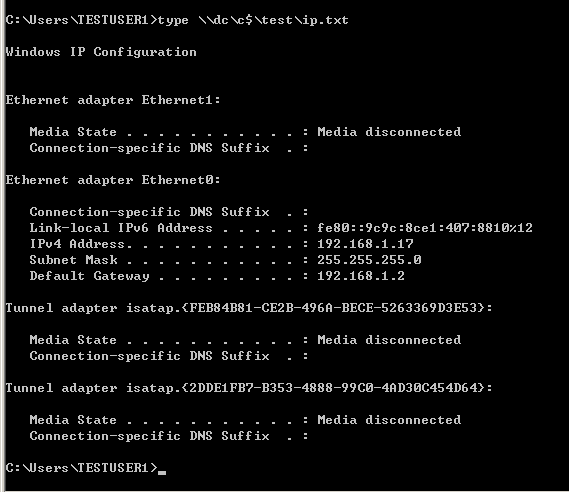 C:\Users\TESTUSER1>type \\dc\c$\test\ip.txt
Windows IP Configuration
Ethernet adapter Ethernet1:
   Media State . . . . . . . . . . . : Media disconnected
   Connection-specific DNS Suffix  . :
Ethernet adapter Ethernet0:
   Connection-specific DNS Suffix  . :
   Link-local IPv6 Address . . . . . : fe80::9c9c:8ce1:407:8810%12
   IPv4 Address. . . . . . . . . . . : 192.168.1.17
   Subnet Mask . . . . . . . . . . . : 255.255.255.0
   Default Gateway . . . . . . . . . : 192.168.1.2
Tunnel adapter isatap.{FEB84B81-CE2B-496A-BECE-5263369D3E53}:
   Media State . . . . . . . . . . . : Media disconnected
   Connection-specific DNS Suffix  . :
Tunnel adapter isatap.{2DDE1FB7-B353-4888-99C0-4AD30C454D64}:
   Media State . . . . . . . . . . . : Media disconnected
   Connection-specific DNS Suffix  . :
C:\Users\TESTUSER1>_